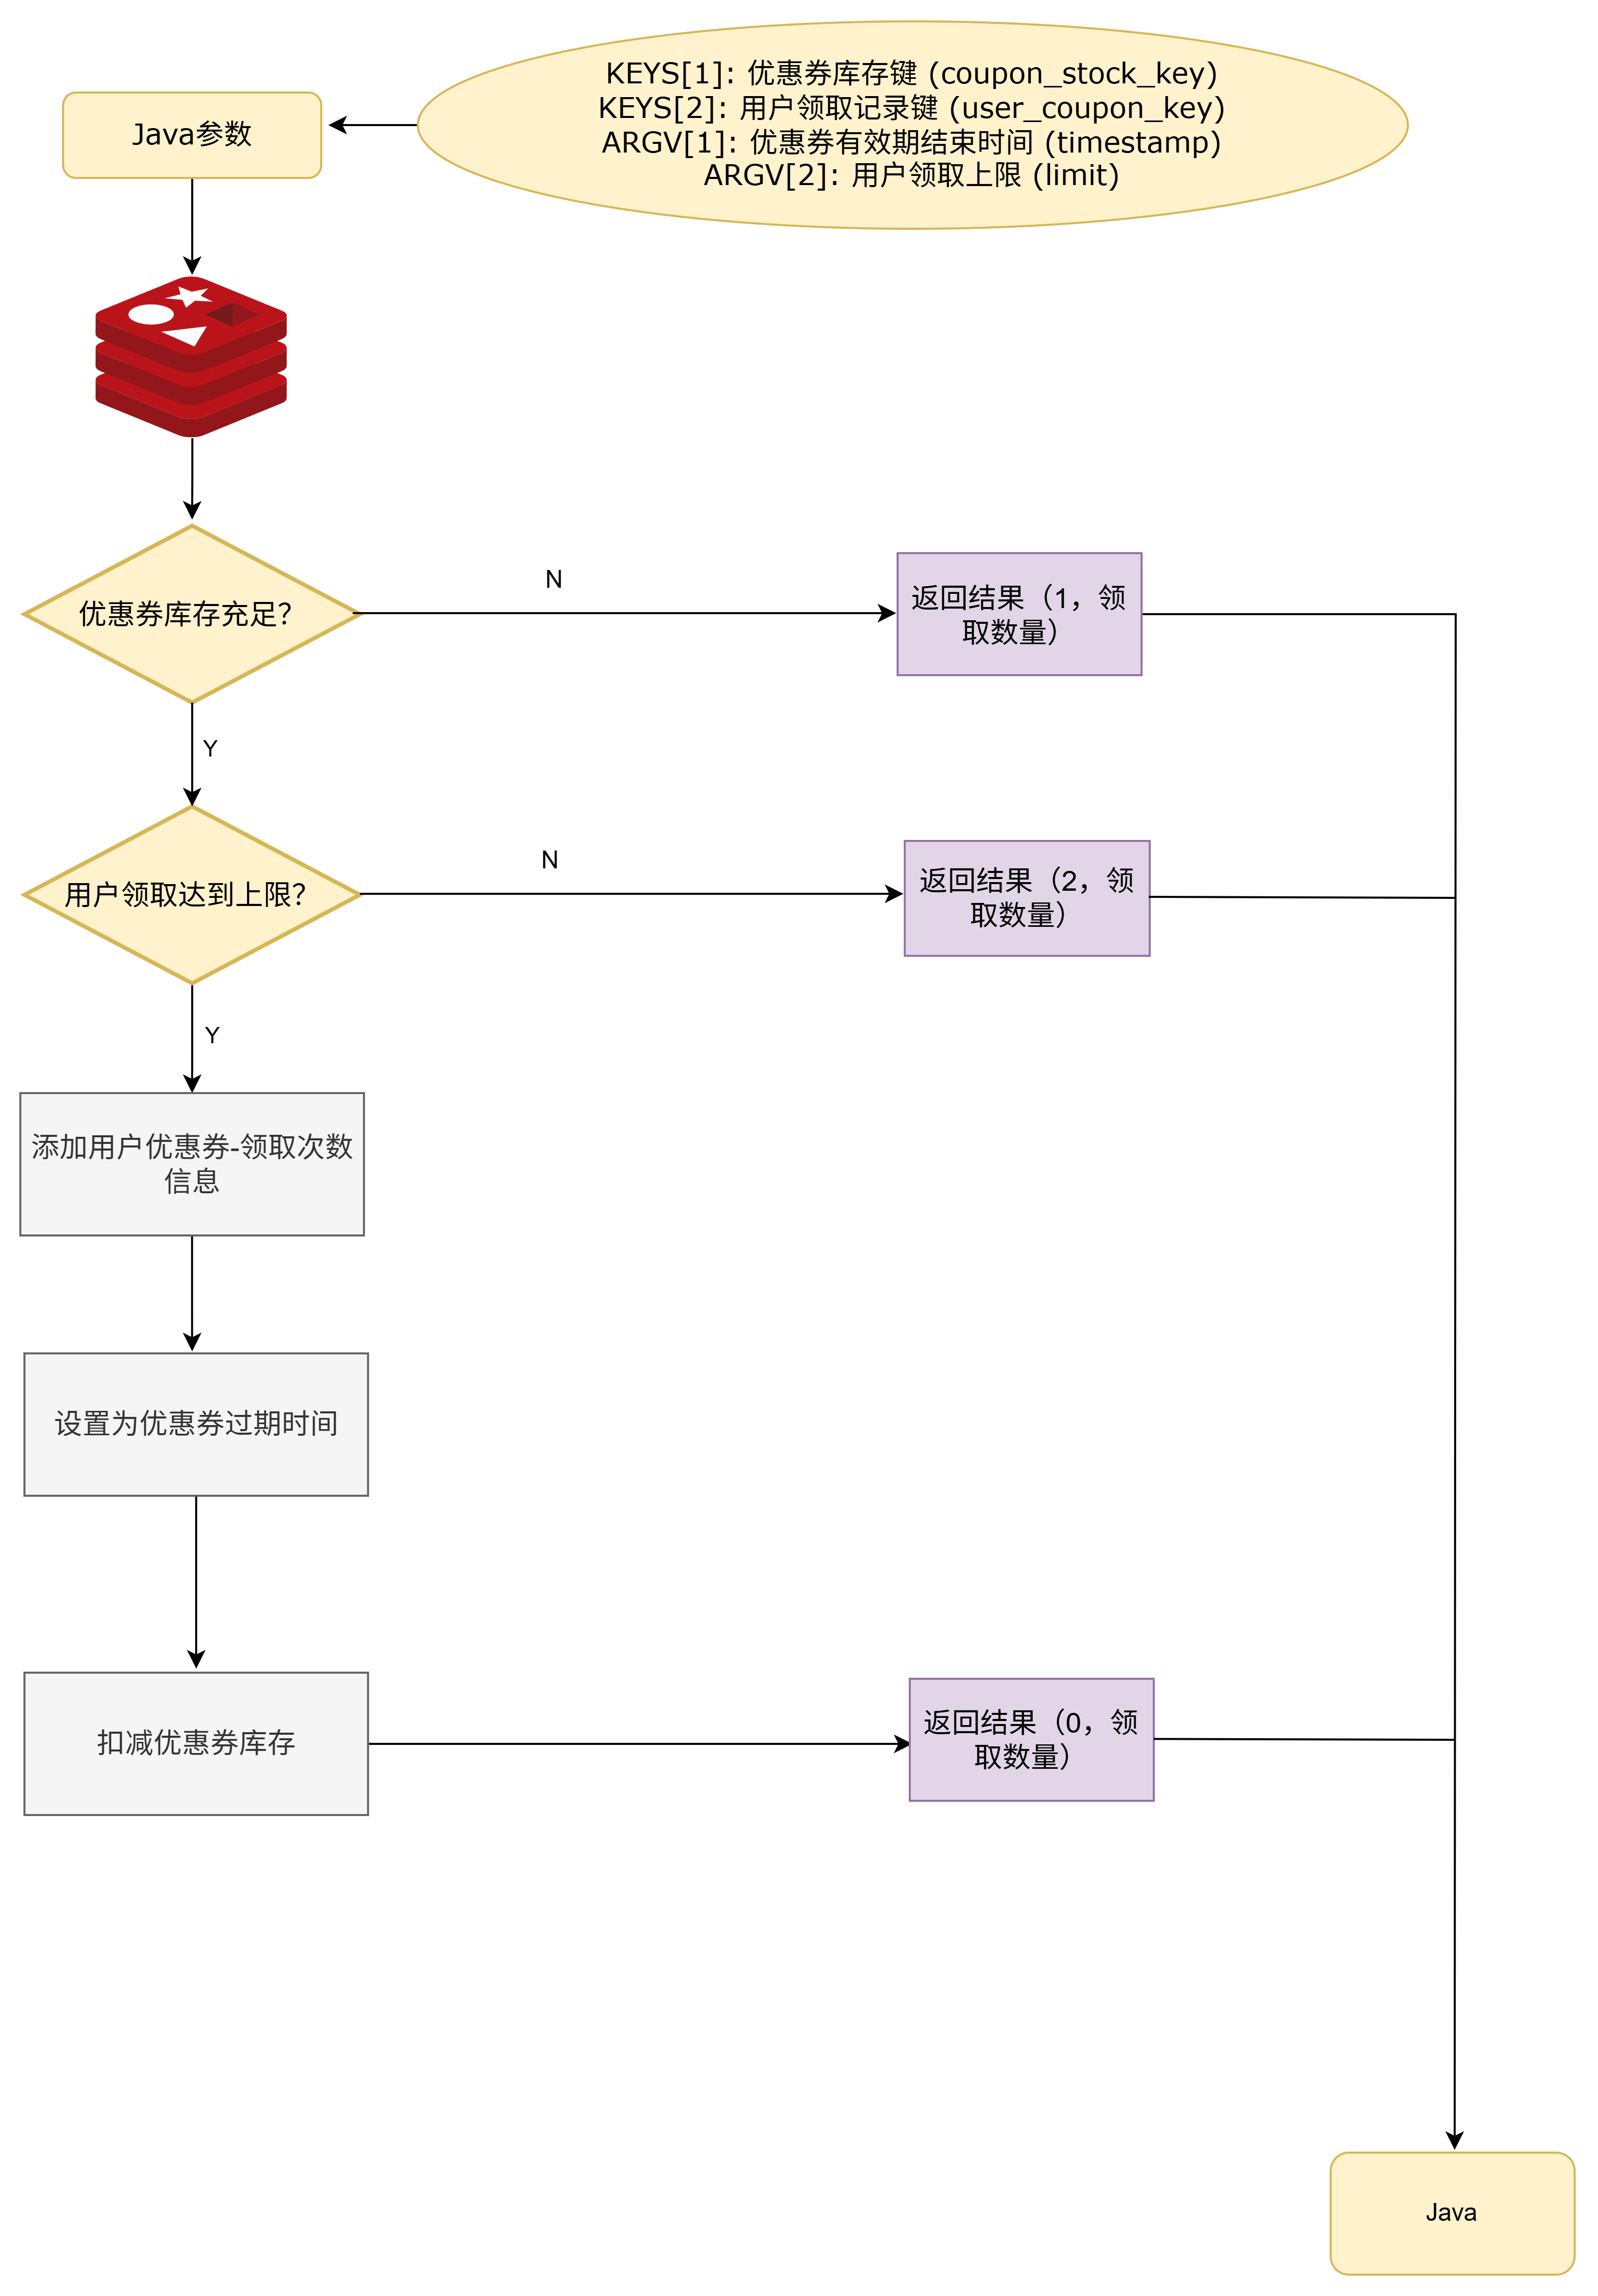 KEYS[1]: 优惠券库存键 (coupon_stock_key)
KEYS[2]: 用户领取记录键 (user_coupon_key)
ARGV[1]: 优惠券有效期结束时间 (timestamp)
ARGV[2]: 用户领取上限 (limit)
Java参数
优惠券库存充足?
N
返回结果（1，领
取数量）
Y
用户领取达到上限?
N
返回结果（2，领
取数量）
Y
添加用户优惠券-领取次数
信息
设置为优惠券过期时间
扣减优惠券库存
返回结果（0，领
取数量）
Java